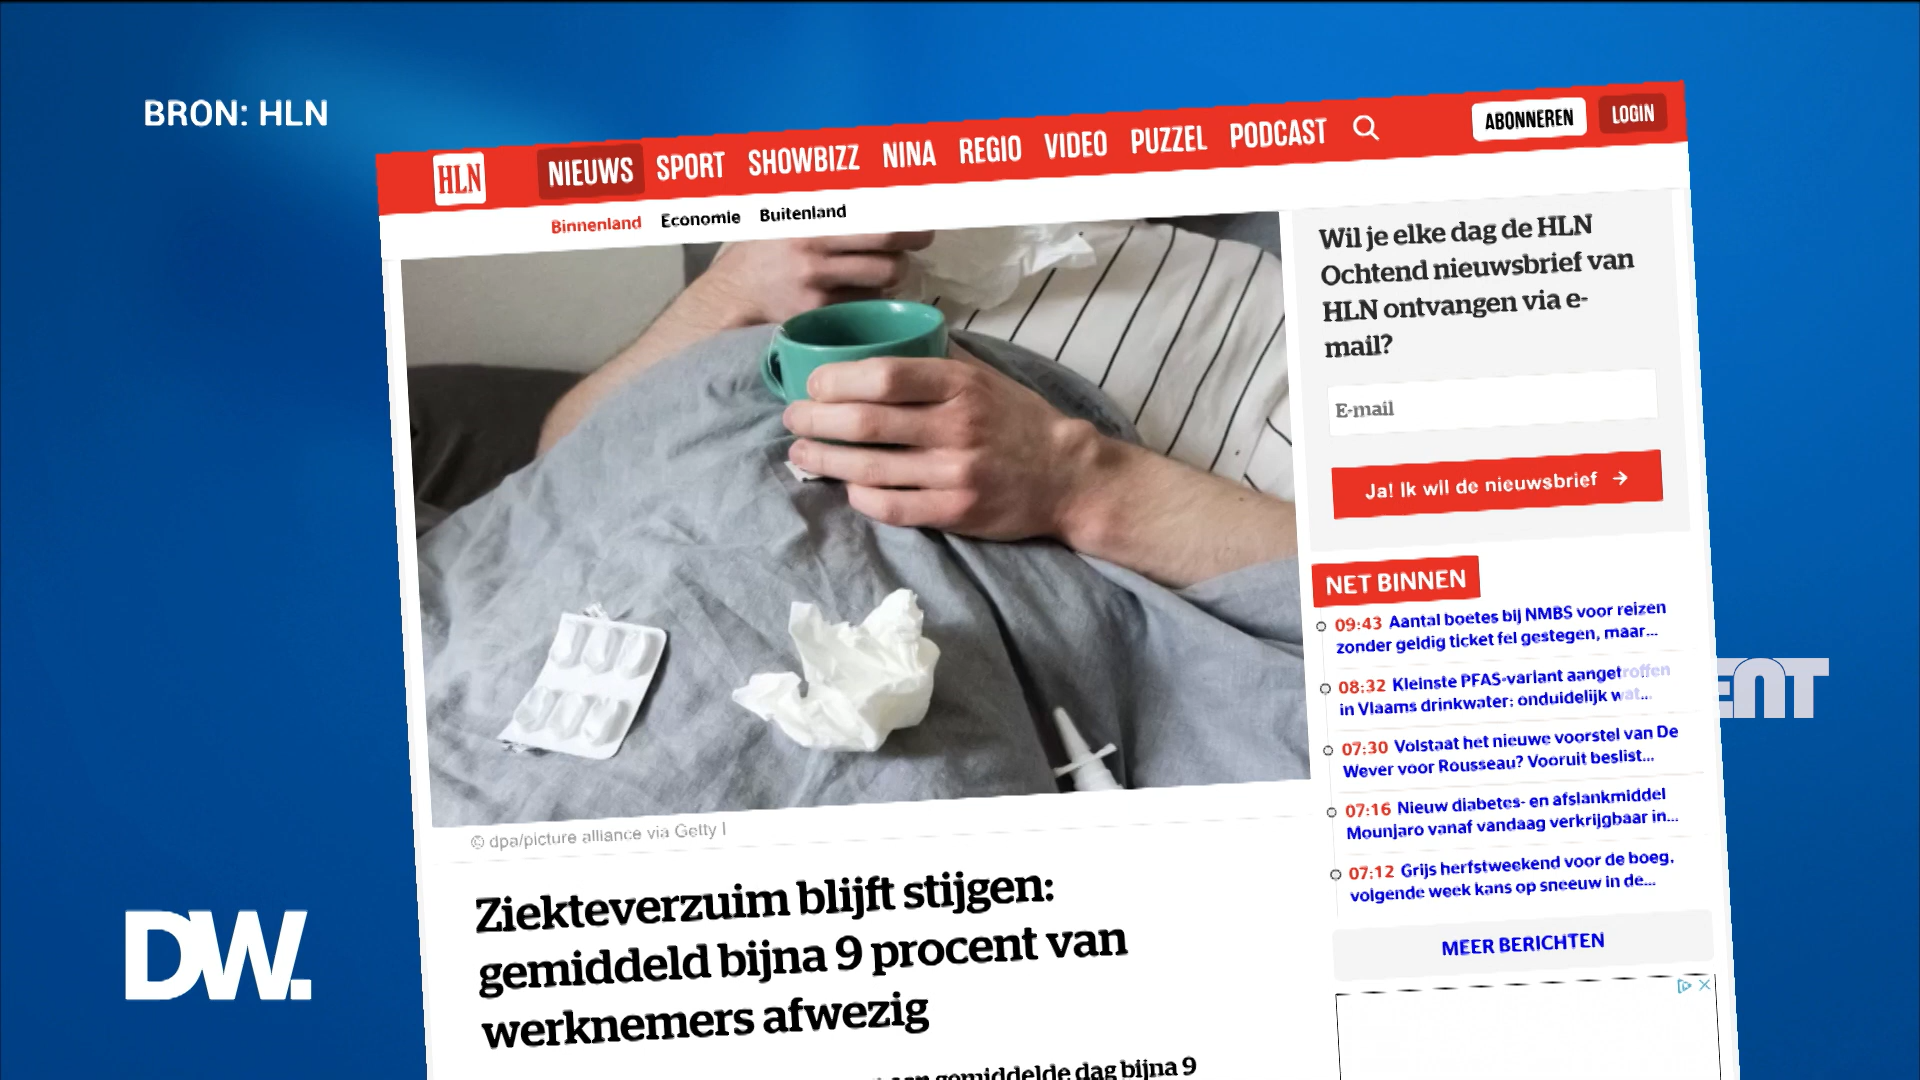 BRON: HLN
HLN
NIEUWS SPORT SHOWBIZZ NINA REGIO VIDEO PUZZEL PODCAST
ABONNEREN
LOGIN
Binnenland Economie Buitenland
© dpa/picture alliance via Getty I
Ziekteverzuim blijft stijgen:
gemiddeld bijna 9 procent van
werknemers afwezig
gemiddelde dag bijna 9
Wil je elke dag de HLN
Ochtend nieuwsbrief van
HLN ontvangen via e-
mail?
E-mail
Ja! Ik wil de nieuwsbrief →
NET BINNEN
09:43 Aantal boetes bij NMBS voor reizen
zonder geldig ticket fel gestegen, maar...
08:32 Kleinste PFAS-variant aangetroffen
in Vlaams drinkwater: onduidelijk wat...
07:30 Volstaat het nieuwe voorstel van De
Wever voor Rousseau? Vooruit beslist...
07:16 Nieuw diabetes- en afslankmiddel
Mounjaro vanaf vandaag verkrijgbaar in...
07:12 Grijs herfstweekend voor de boeg,
volgende week kans op sneeuw in de...
MEER BERICHTEN
DW.